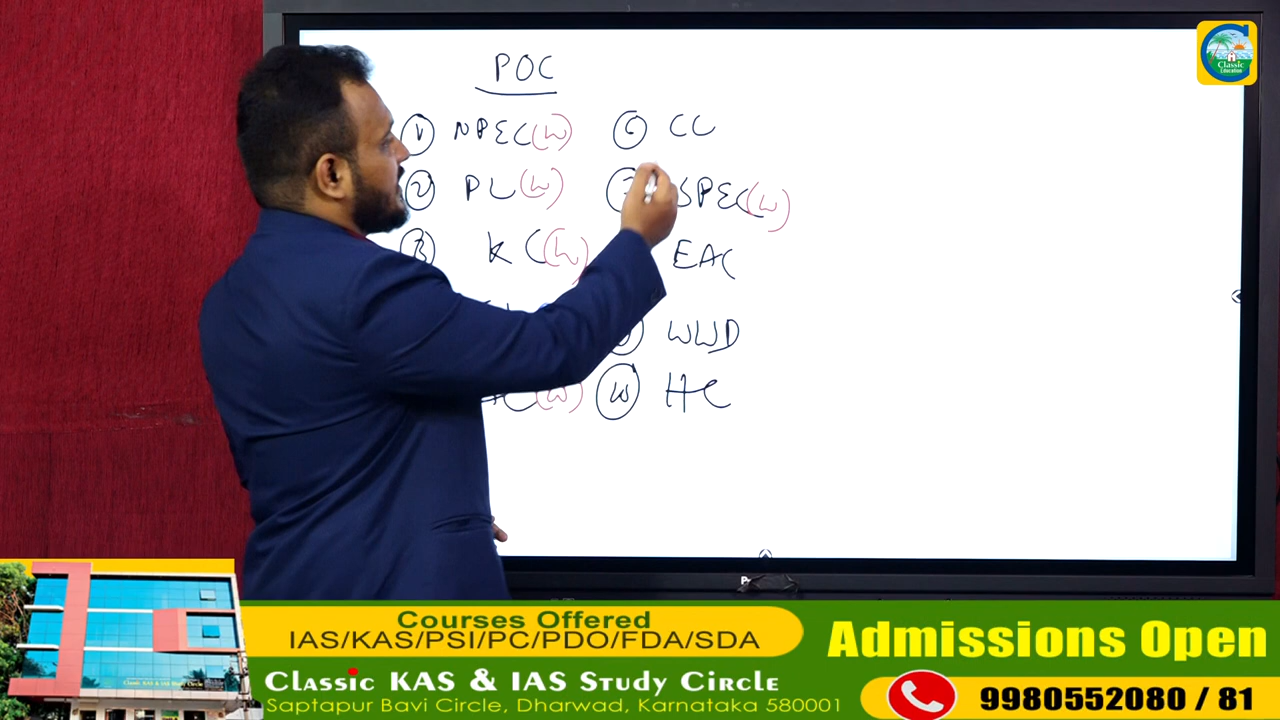 Classic
Education
POC
1 NPEC(W)
2 PC(W)
3 KC(W)
C(W)
6 CC
SPEC(W)
EAC
WWD
10 HC
Courses Offered
IAS/KAS/PSI/PC/PDO/FDA/SDA
Classic KAS & IAS Study Circle
Saptapur Bavi Circle, Dharwad, Karnataka 580001
Admissions Open
9980552080 / 81